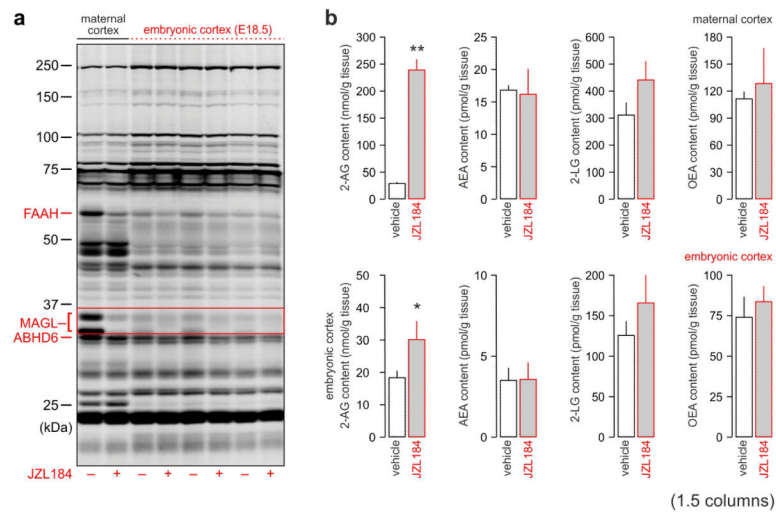 a
maternal cortex
embryonic cortex (E18.5)
250
150
100
75
FAAH
50
37
MAGL
ABHD6
25
(kDa)
JZL184 – + – + – + – +
b
maternal cortex
2-AG content (nmol/g tissue)
300
250
200
150
100
50
0
**
vehicle
JZL184
AEA content (pmol/g tissue)
25
20
15
10
5
0
vehicle
JZL184
2-LG content (pmol/g tissue)
600
500
400
300
200
100
0
vehicle
JZL184
OEA content (pmol/g tissue)
200
150
100
50
0
vehicle
JZL184
embryonic cortex
embryonic cortex
2-AG content (nmol/g tissue)
50
40
30
20
10
0
*
vehicle
JZL184
AEA content (pmol/g tissue)
10
5
0
vehicle
JZL184
2-LG content (pmol/g tissue)
200
150
100
50
0
vehicle
JZL184
OEA content (pmol/g tissue)
100
75
50
25
0
vehicle
JZL184
(1.5 columns)